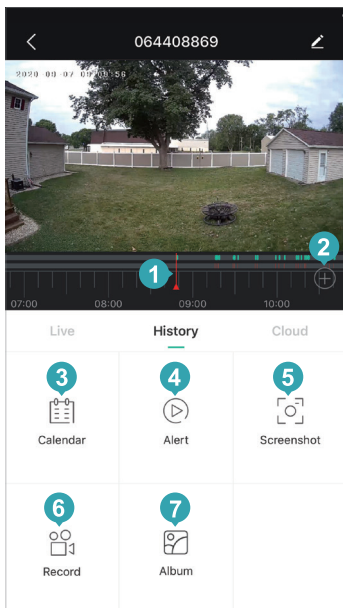 064408869
2020-09-07 09:08:56
1
2
07:00 08:00 09:00 10:00
Live History Cloud
3 4 5
Calendar Alert Screenshot
6 7
Record Album